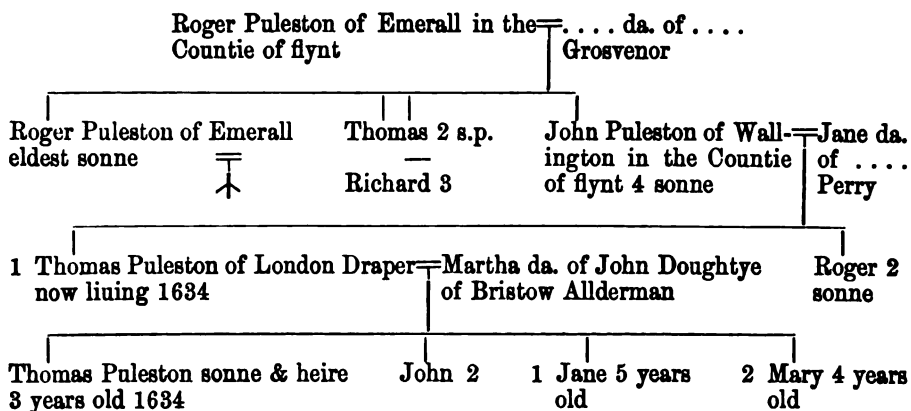 Roger Puleston of Emerall in the .... da. of ....
Countie of flynt Grosvenor
Roger Puleston of Emerall
eldest sonne
Thomas 2 s.p.
Richard 3
John Puleston of Wall-
ington in the Countie
of flynt 4 sonne
Jane da.
of ....
Perry
1 Thomas Puleston of London Draper
now liuing 1634
Martha da. of John Doughtye
of Bristow Allderman
Roger 2
sonne
Thomas Puleston sonne & heire
3 years old 1634
John 2
1 Jane 5 years
old
2 Mary 4 years
old